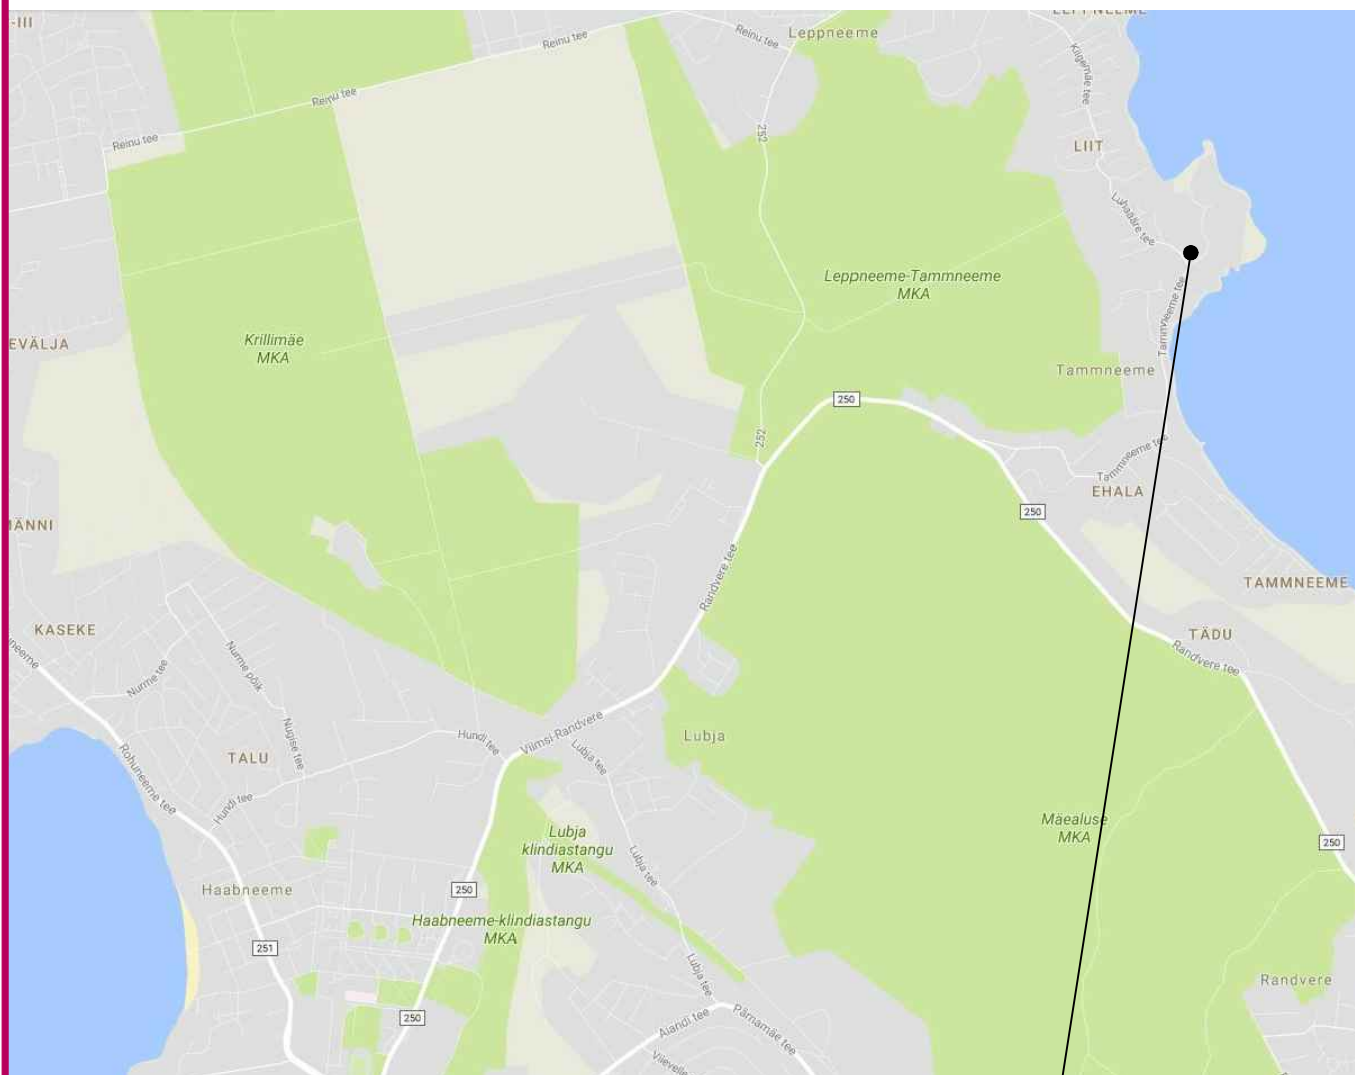 -III
Reinu tee
Reinu tee
Leppneeme
Kiigemäe tee
Reinu tee
252
Reinu tee
LIIT
Luhaääre tee
Leppneeme-Tammneeme
MKA
Tammneeme tee
EVÄLJA
Krillimäe
MKA
Tammneeme
250
252
Tammneeme tee
EHALA
250
MÄNNI
Randvere tee
TAMMNEEME
KASEKE
TÄDU
Randvere tee
Nurme tee
Nurme põik
Nugise tee
Hundi tee
Viimsi-Randvere
Lubja tee
Lubja
TALU
Rohuneeme tee
Hundi tee
Mäealuse
MKA
250
Lubja
klindiastangu
MKA
Lubja tee
Haabneeme
250
Haabneeme-klindiastangu
MKA
251
Lubja tee
Randvere
250
Aiandi tee
Pärnamäe tee